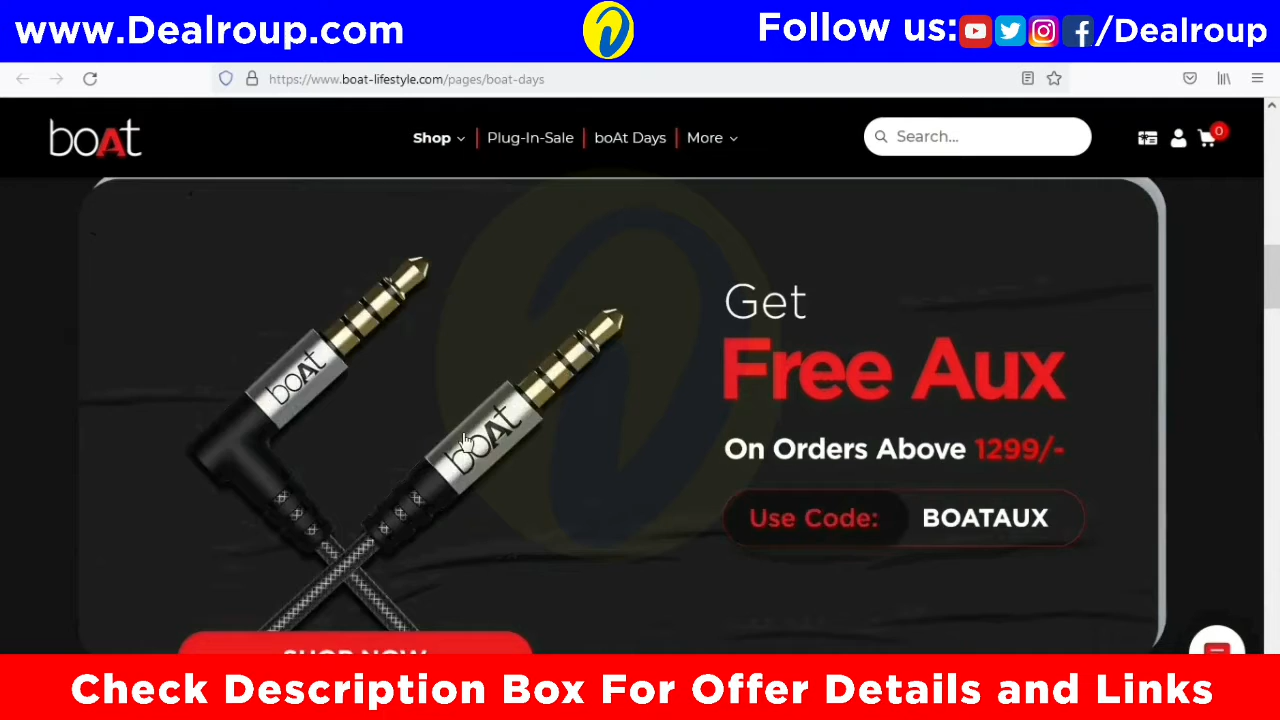 www.Dealroup.com
Follow us: /Dealroup
https://www.boat-lifestyle.com/pages/boat-days
boAt
Shop
Plug-In-Sale
boAt Days
More
Search...
0
boAt
boAt
Get
Free Aux
On Orders Above 1299/-
Use Code: BOATAUX
SHOP NOW
Check Description Box For Offer Details and Links